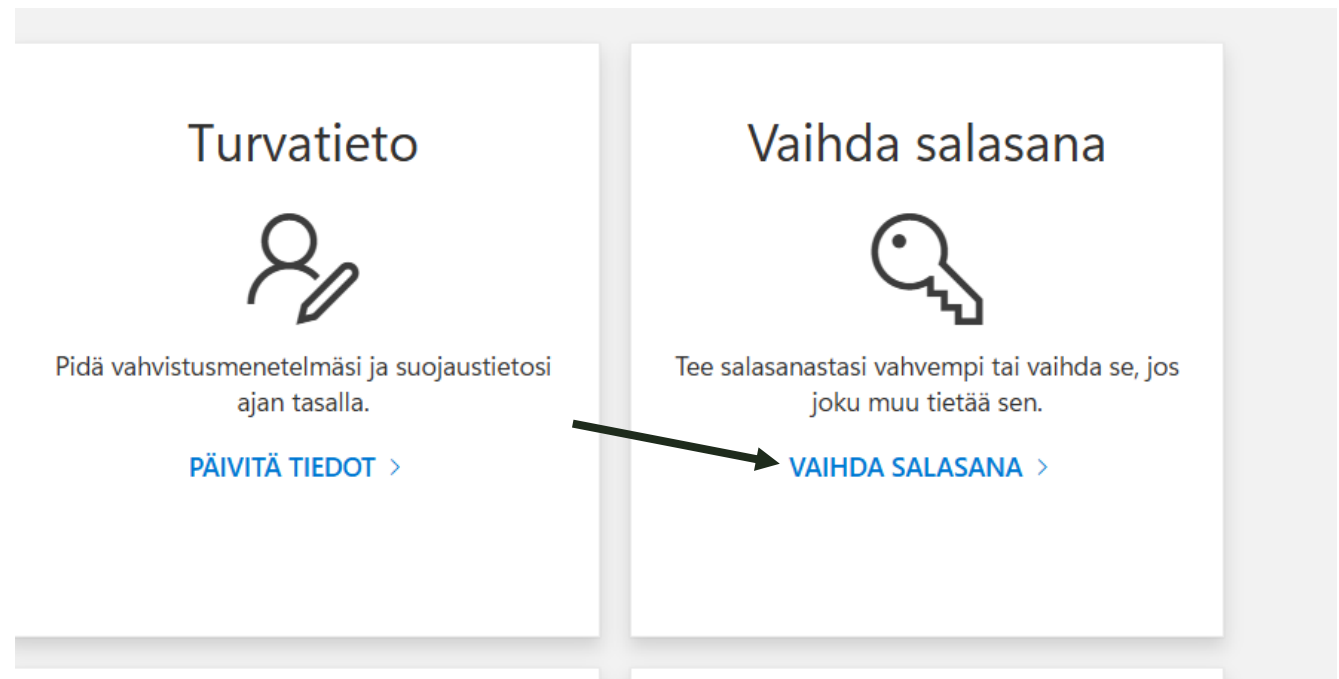 Turvatieto
Pidä vahvistusmenetelmäsi ja suojaustietosi
ajan tasalla.
PÄIVITÄ TIEDOT >
Vaihda salasana
Tee salasanastasi vahvempi tai vaihda se, jos
joku muu tietää sen.
VAIHDA SALASANA >